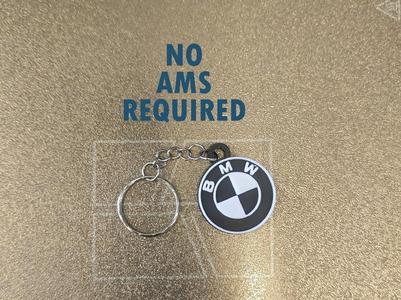 NO
AMS
REQUIRED
BMW